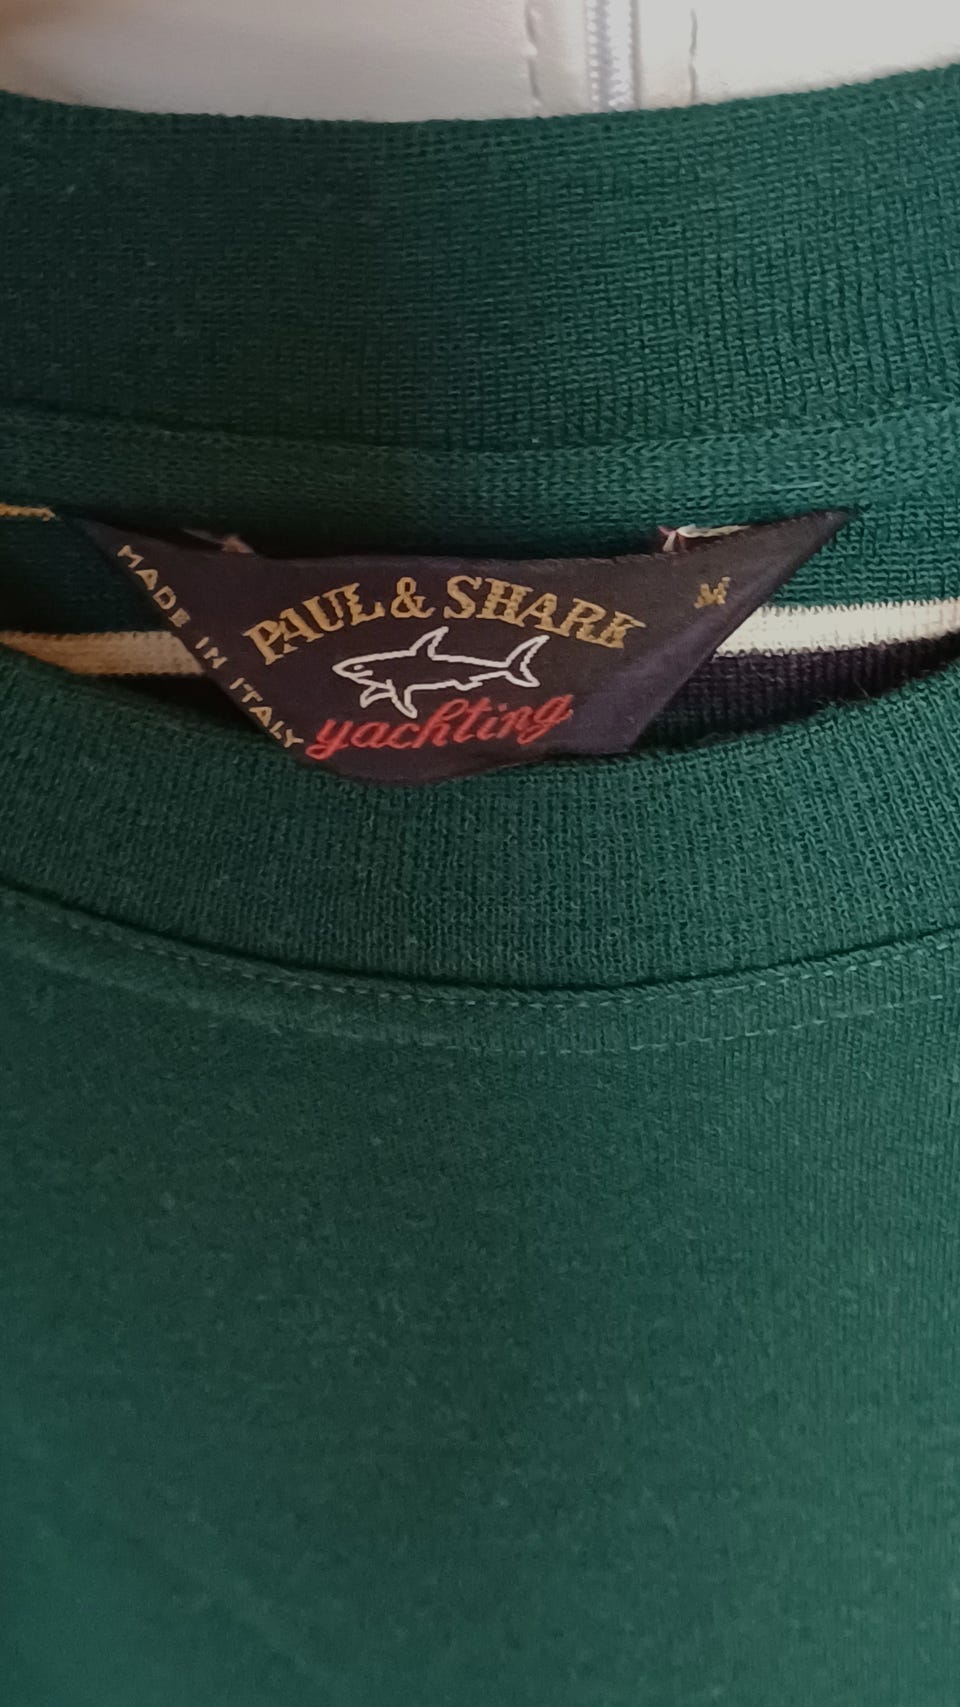 MADE IN ITALY
PAUL & SHARK
yachting
M